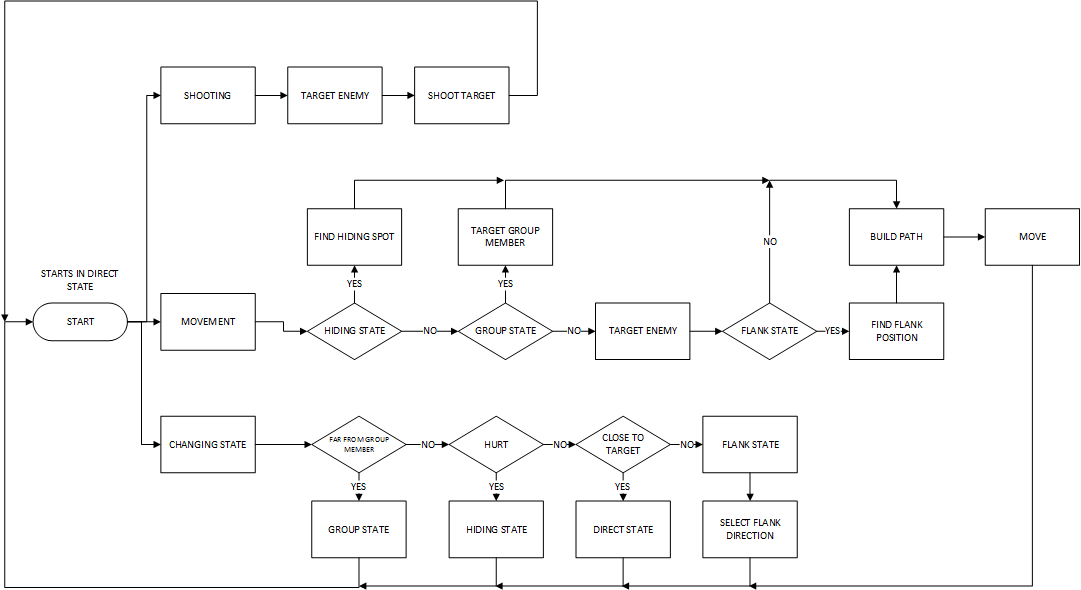 SHOOTING
TARGET ENEMY
SHOOT TARGET
FIND HIDING SPOT
TARGET GROUP
MEMBER
BUILD PATH
MOVE
NO
STARTS IN DIRECT
STATE
YES
YES
START
MOVEMENT
HIDING STATE
NO
GROUP STATE
NO
TARGET ENEMY
FLANK STATE
YES
FIND FLANK
POSITION
CHANGING STATE
FAR FROM GROUP
MEMBER
NO
HURT
NO
CLOSE TO
TARGET
NO
FLANK STATE
YES
YES
YES
GROUP STATE
HIDING STATE
DIRECT STATE
SELECT FLANK
DIRECTION